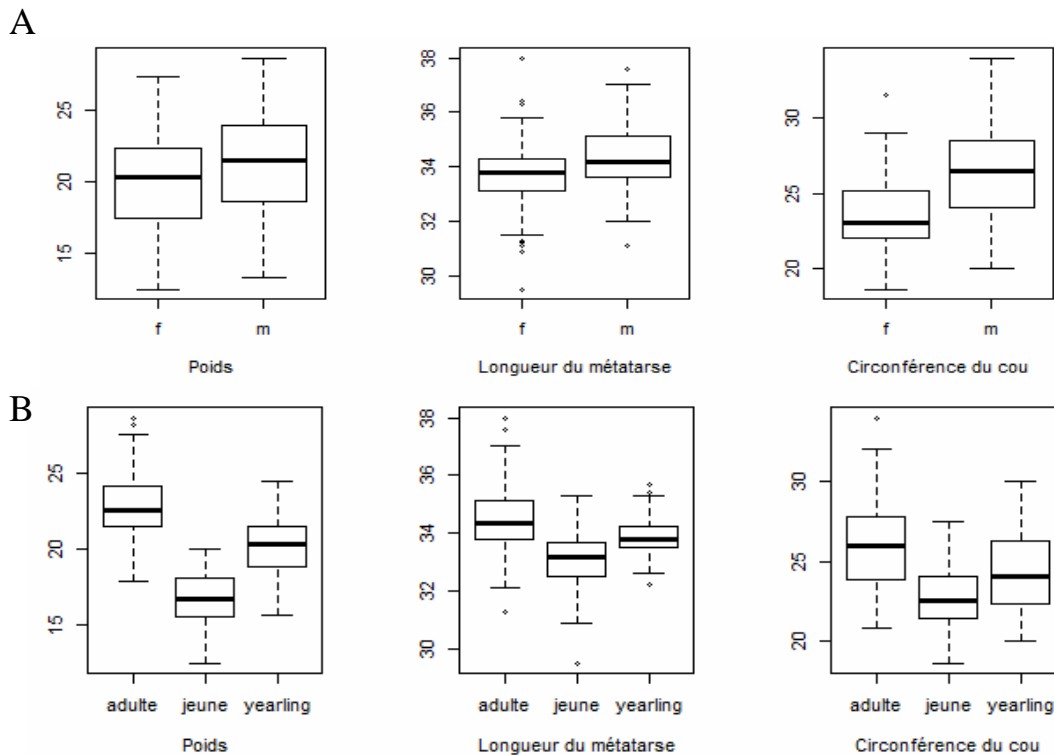 A
25
20
15
f m
Poids
38
36
34
32
30
f m
Longueur du métatarse
30
25
20
f m
Circonférence du cou
B
25
20
15
adulte jeune yearling
Poids
38
36
34
32
30
adulte jeune yearling
Longueur du métatarse
30
25
20
adulte jeune yearling
Circonférence du cou